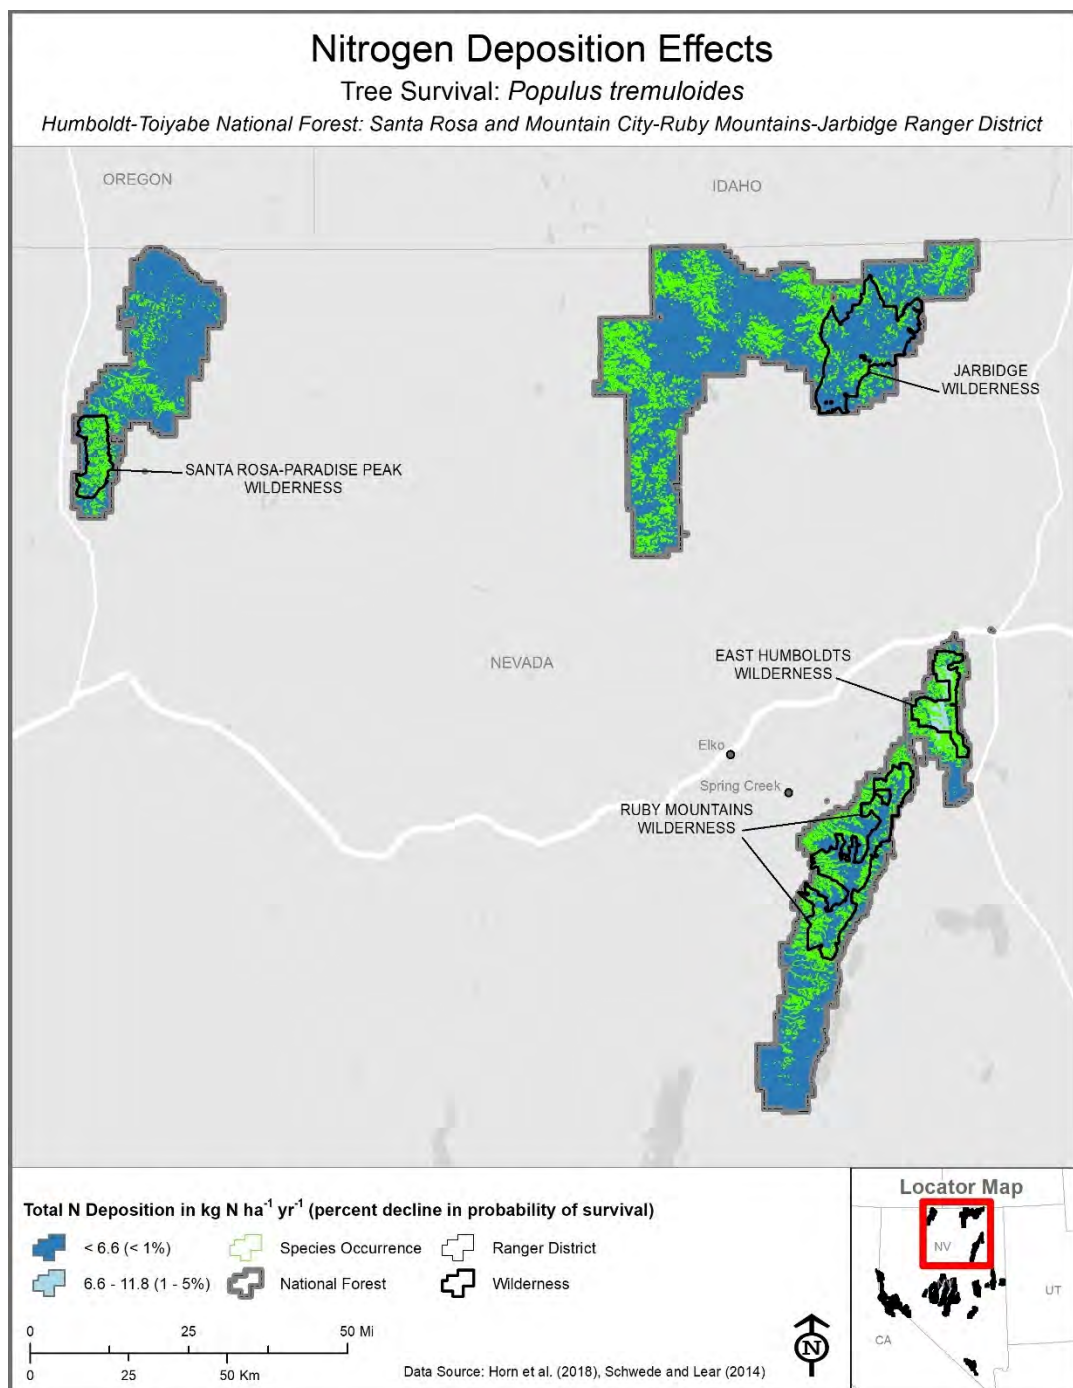 Nitrogen Deposition Effects
Tree Survival: Populus tremuloides
Humboldt-Toiyabe National Forest: Santa Rosa and Mountain City-Ruby Mountains-Jarbidge Ranger District
OREGON
IDAHO
JARBIDGE
WILDERNESS
SANTA ROSA-PARADISE PEAK
WILDERNESS
NEVADA
EAST HUMBOLDTS
WILDERNESS
Elko
Spring Creek
RUBY MOUNTAINS
WILDERNESS
Total N Deposition in kg N ha⁻¹ yr⁻¹ (percent decline in probability of survival)
< 6.6 (< 1%)
Species Occurrence
Ranger District
6.6 - 11.8 (1 - 5%)
National Forest
Wilderness
0 25 50 Mi
0 25 50 Km
N
Data Source: Horn et al. (2018), Schwede and Lear (2014)
Locator Map
NV
UT
CA